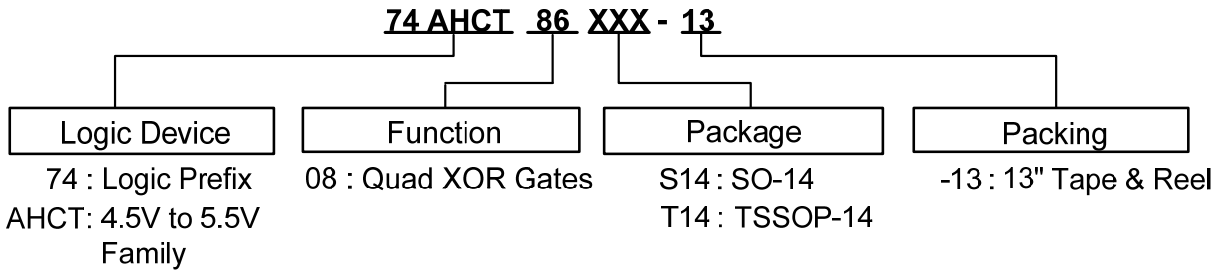 74 AHCT 86 XXX - 13
Logic Device
Function
Package
Packing
74 : Logic Prefix
AHCT: 4.5V to 5.5V
Family
08 : Quad XOR Gates
S14 : SO-14
T14 : TSSOP-14
-13 : 13" Tape & Reel